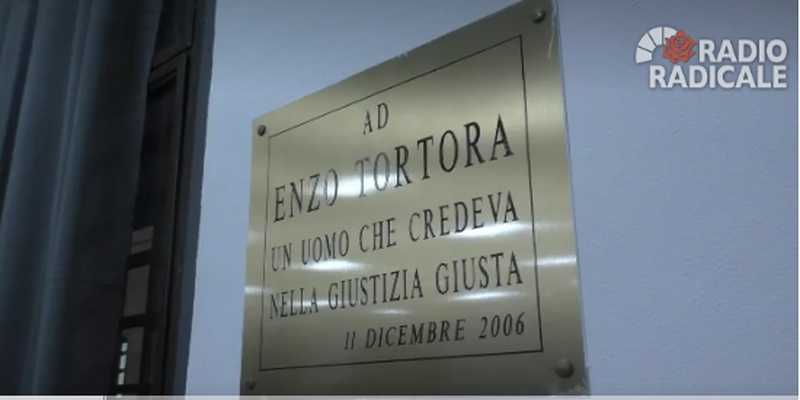 AD
ENZO TORTORA
UN UOMO CHE CREDEVA
NELLA GIUSTIZIA GIUSTA
11 DICEMBRE 2006
RADIO
RADICALE